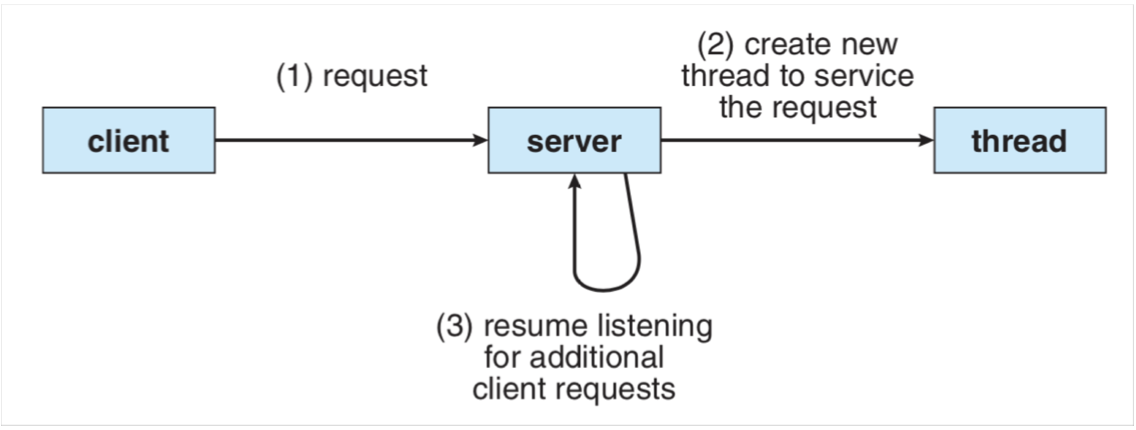 (1) request
(2) create new
thread to service
the request
client
server
thread
(3) resume listening
for additional
client requests